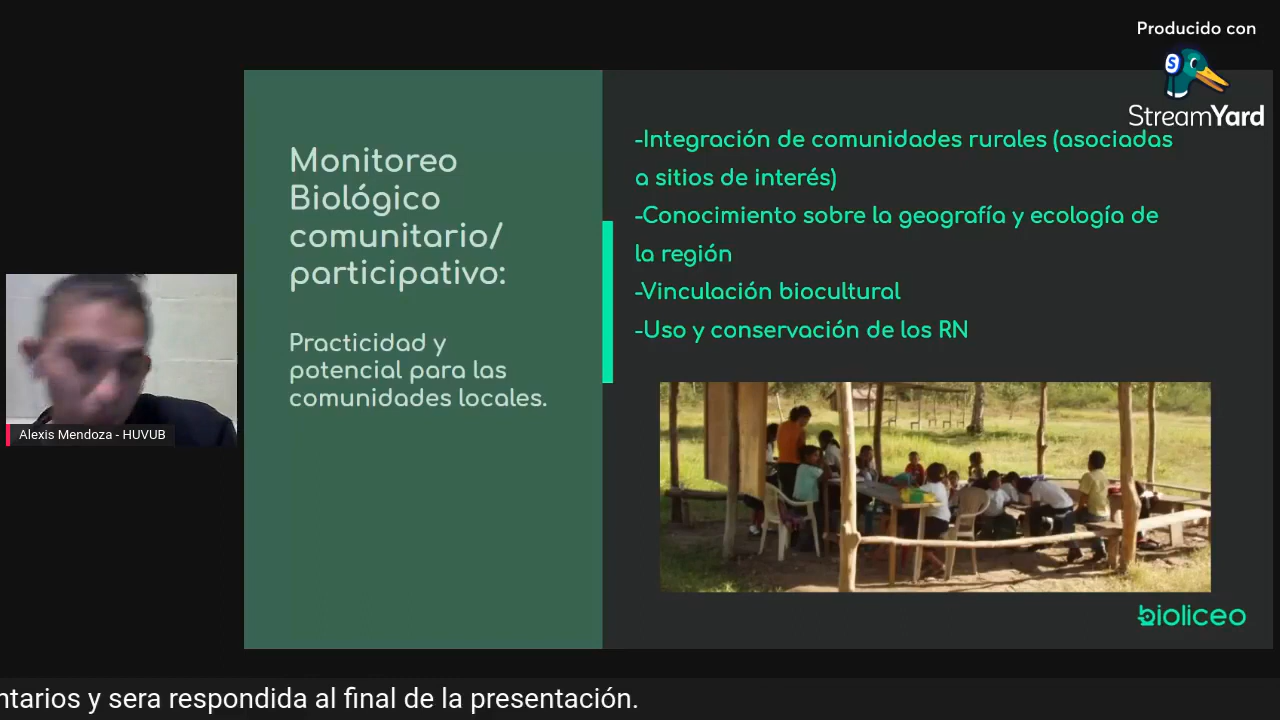 Producido con
StreamYard
Monitoreo
Biológico
comunitario/
participativo:
Practicidad y
potencial para las
comunidades locales.
-Integración de comunidades rurales (asociadas
a sitios de interés)
-Conocimiento sobre la geografía y ecología de
la región
-Vinculación biocultural
-Uso y conservación de los RN
Alexis Mendoza - HUVUB
bioliceo
ntarios y sera respondida al final de la presentación.